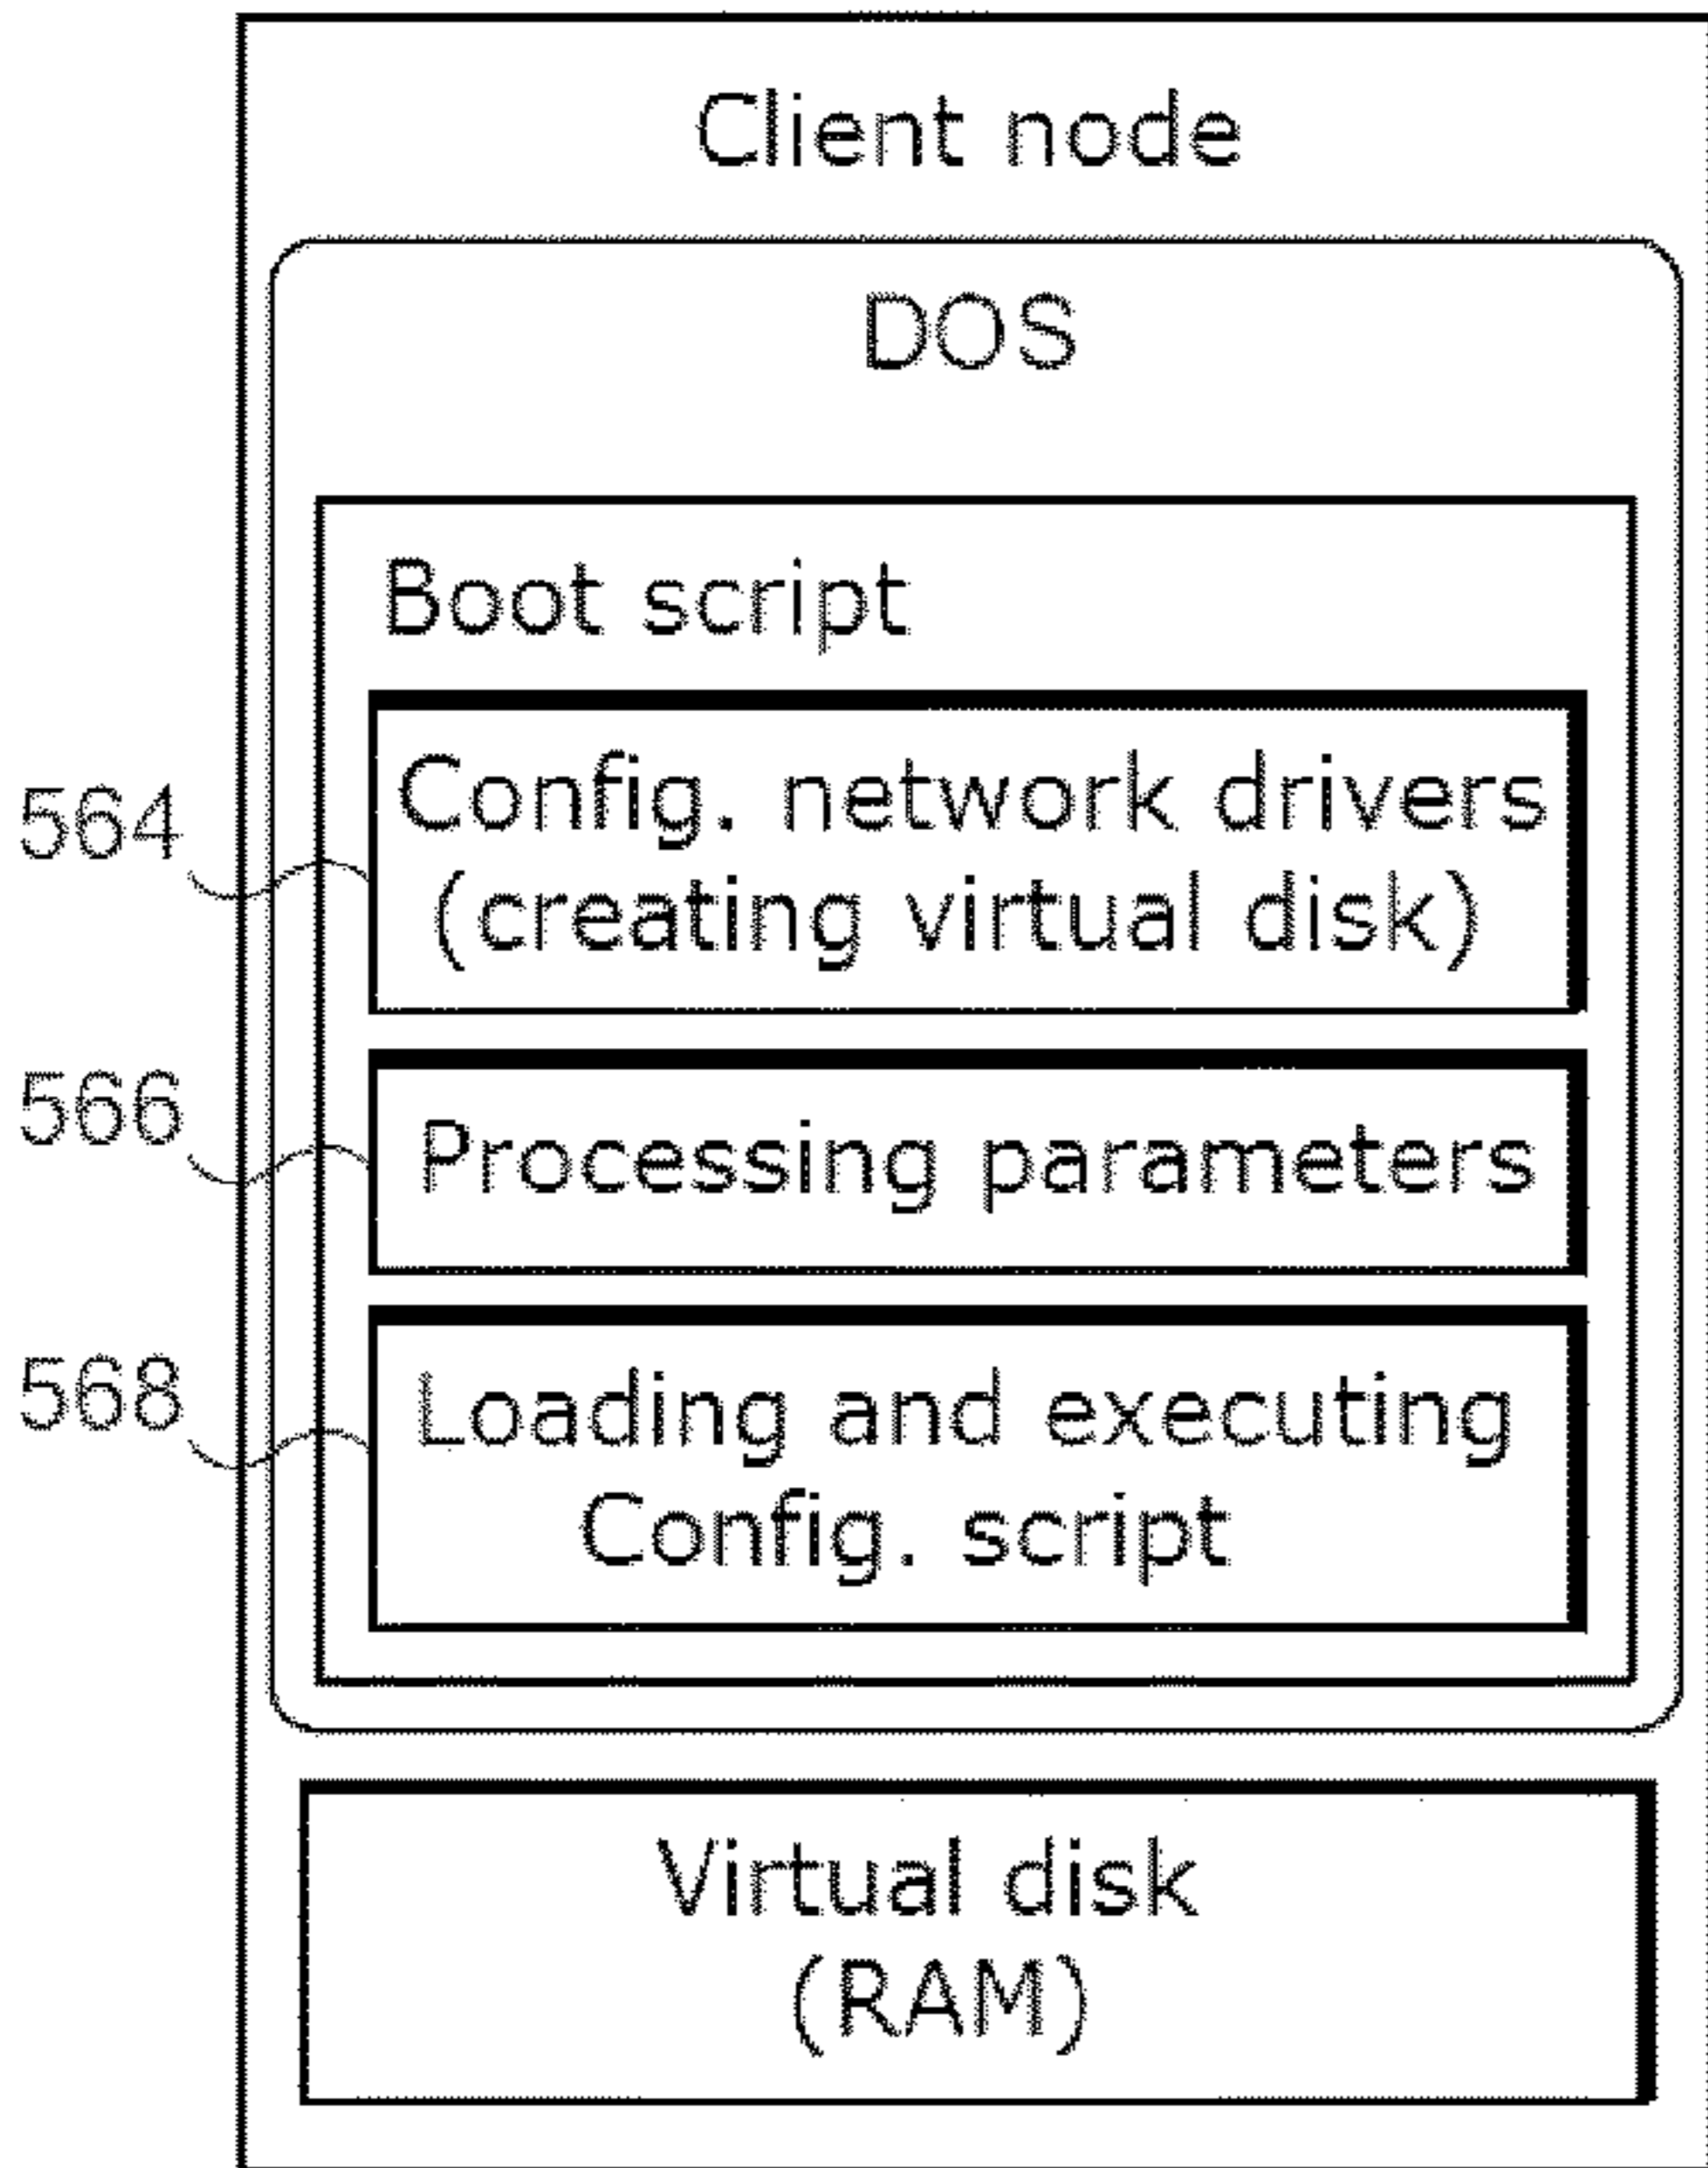 Client node
DOS
Boot script
564
Config. network drivers
(creating virtual disk)
566
Processing parameters
568
Loading and executing
Config. script
Virtual disk
(RAM)